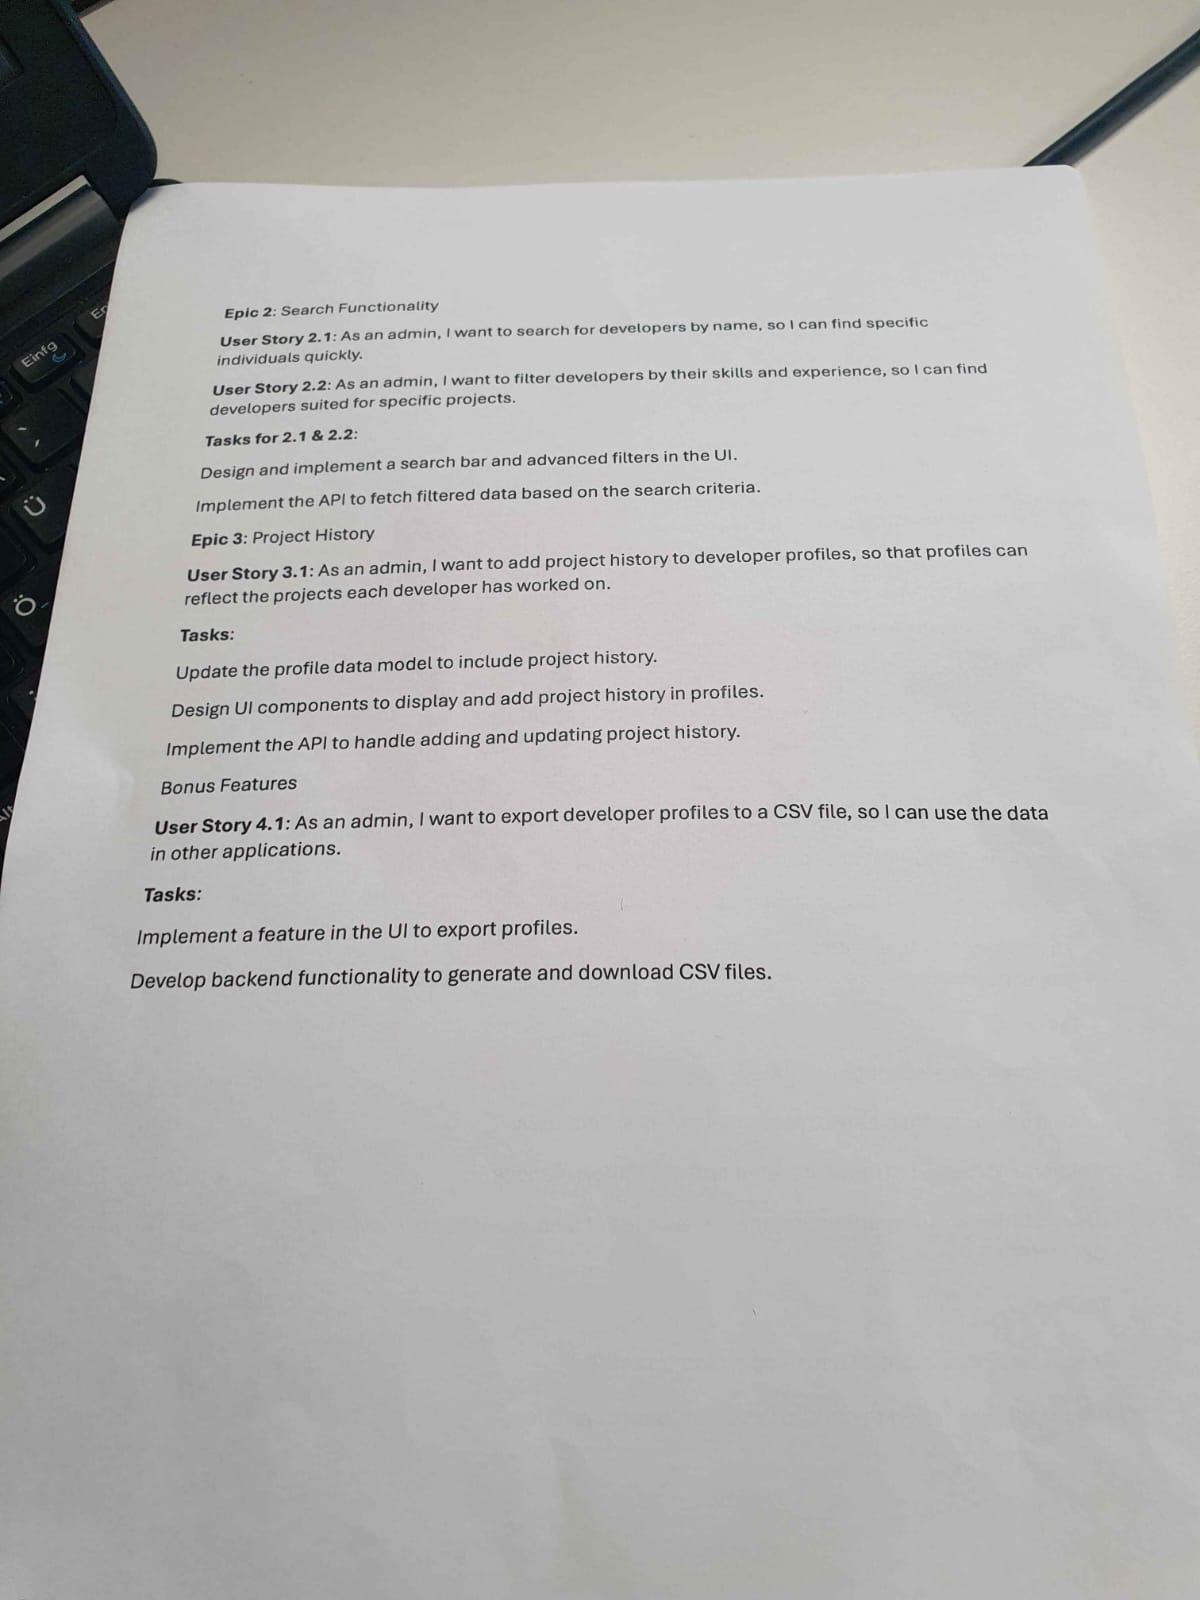 Epic 2: Search Functionality
User Story 2.1: As an admin, I want to search for developers by name, so I can find specific
individuals quickly.
User Story 2.2: As an admin, I want to filter developers by their skills and experience, so I can find
developers suited for specific projects.
Tasks for 2.1 & 2.2:
Design and implement a search bar and advanced filters in the UI.
Implement the API to fetch filtered data based on the search criteria.
Epic 3: Project History
User Story 3.1: As an admin, I want to add project history to developer profiles, so that profiles can
reflect the projects each developer has worked on.
Tasks:
Update the profile data model to include project history.
Design UI components to display and add project history in profiles.
Implement the API to handle adding and updating project history.
Bonus Features
User Story 4.1: As an admin, I want to export developer profiles to a CSV file, so I can use the data
in other applications.
Tasks:
Implement a feature in the UI to export profiles.
Develop backend functionality to generate and download CSV files.
Einfg
Ü
Ö